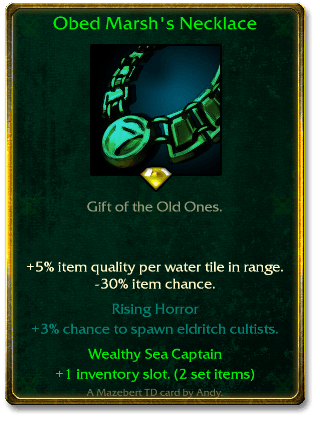 Obed Marsh's Necklace
Gift of the Old Ones.
+5% item quality per water tile in range.
-30% item chance.
Rising Horror
+3% chance to spawn eldritch cultists.
Wealthy Sea Captain
+1 inventory slot. (2 set items)
A Mazebert TD card by Andy.